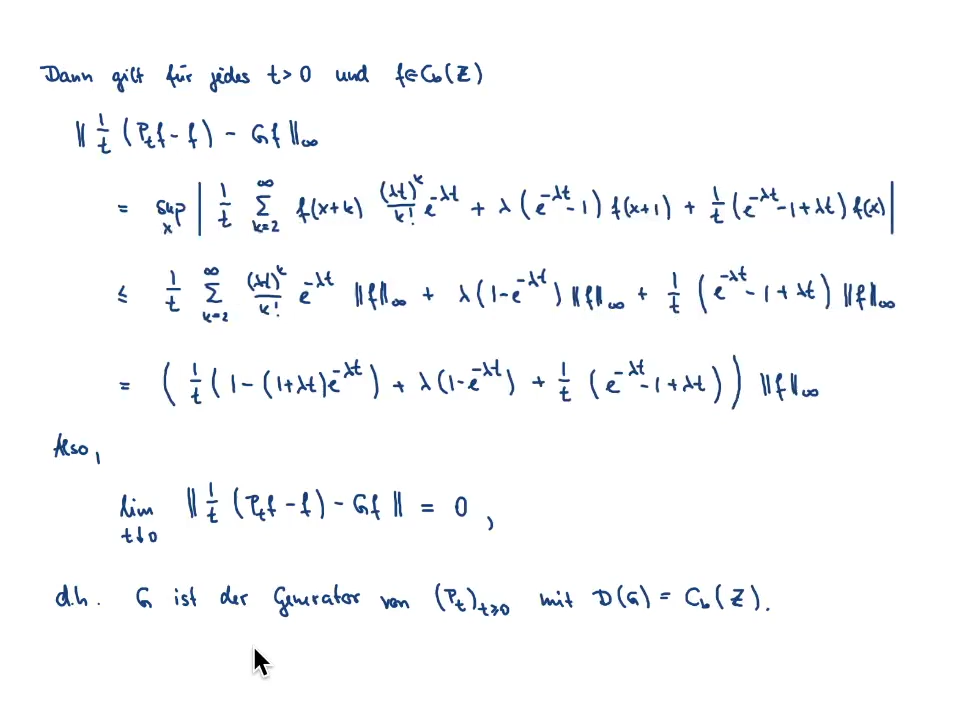 Dann gilt für jedes t > 0 und f ∈ C_b(ℤ)
‖ 1/t (P_t f - f) - Gf ‖_∞
= sup_x | 1/t ∑_{k=2}^∞ f(x+k) (λt)^k/k! e^{-λt} + λ (e^{-λt} - 1) f(x+1) + 1/t (e^{-λt} - 1 + λt) f(x) |
≤ 1/t ∑_{k=2}^∞ (λt)^k/k! e^{-λt} ‖f‖_∞ + λ (1 - e^{-λt}) ‖f‖_∞ + 1/t (e^{-λt} - 1 + λt) ‖f‖_∞
= ( 1/t (1 - (1+λt) e^{-λt}) + λ (1 - e^{-λt}) + 1/t (e^{-λt} - 1 + λt) ) ‖f‖_∞
Also,
lim_{t↓0} ‖ 1/t (P_t f - f) - Gf ‖ = 0 ,
d.h. G ist der Generator von (P_t)_{t≥0} mit D(G) = C_b(ℤ).